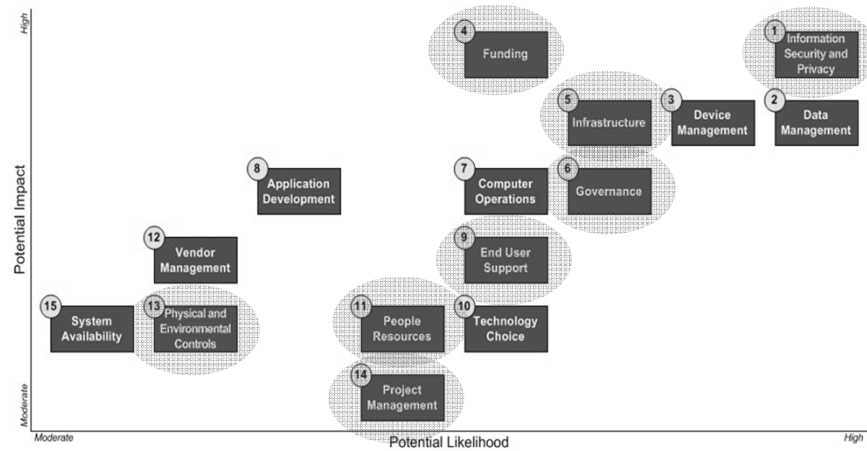 High
4
Funding
1
Information
Security and
Privacy
5
Infrastructure
3
Device
Management
2
Data
Management
8
Application
Development
7
Computer
Operations
6
Governance
Potential Impact
12
Vendor
Management
9
End User
Support
15
System
Availability
13
Physical and
Environmental
Controls
11
People
Resources
10
Technology
Choice
14
Project
Management
Moderate
Moderate
Potential Likelihood
High